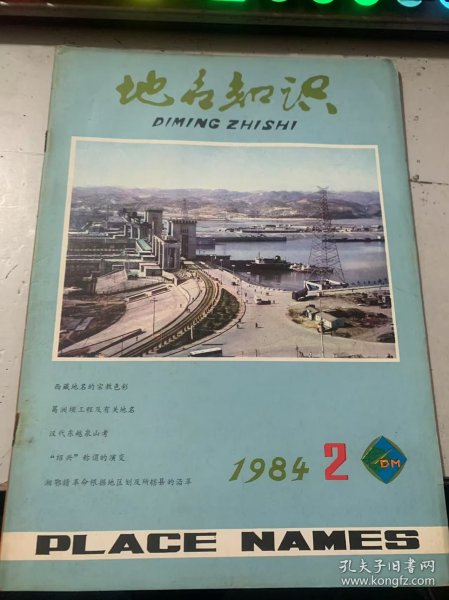 地名知识
DIMING ZHISHI
西藏地名的宗教色彩
葛洲坝工程及有关地名
汉代东越泉山考
“绍兴”称谓的演变
湘鄂赣革命根据地区划及所辖县的沿革
1984 2
DM
PLACE NAMES
孔夫子旧书网
www.kongfz.com